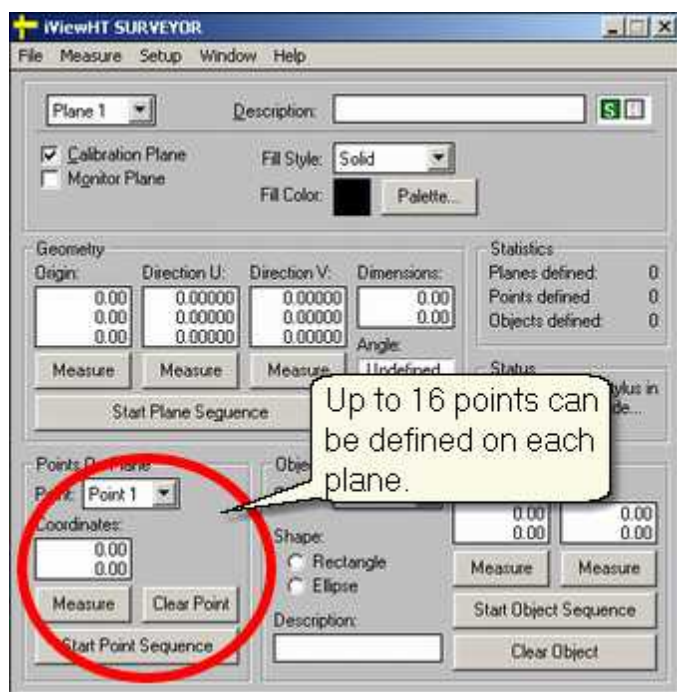 iViewHT SURVEYOR
File Measure Setup Window Help
Plane 1 Description: S
Calibration Plane Fill Style: Solid
Monitor Plane
Fill Color: Palette...
Geometry Statistics
Origin: Direction U: Direction V: Dimensions: Planes defined: 0
0.00 0.00000 0.00000 0.00 Points defined 0
0.00 0.00000 0.00000 0.00 Objects defined: 0
0.00 0.00000 0.00000
Angle:
Measure Measure Measure Undefined Status
Start Plane Sequence
Up to 16 points can
be defined on each
plane.
Points On Plane
Point: Point 1
Coordinates:
0.00
0.00
Measure Clear Point
Start Point Sequence
Shape:
Rectangle
Ellipse
Description:
0.00 0.00
0.00 0.00
Measure Measure
Start Object Sequence
Clear Object